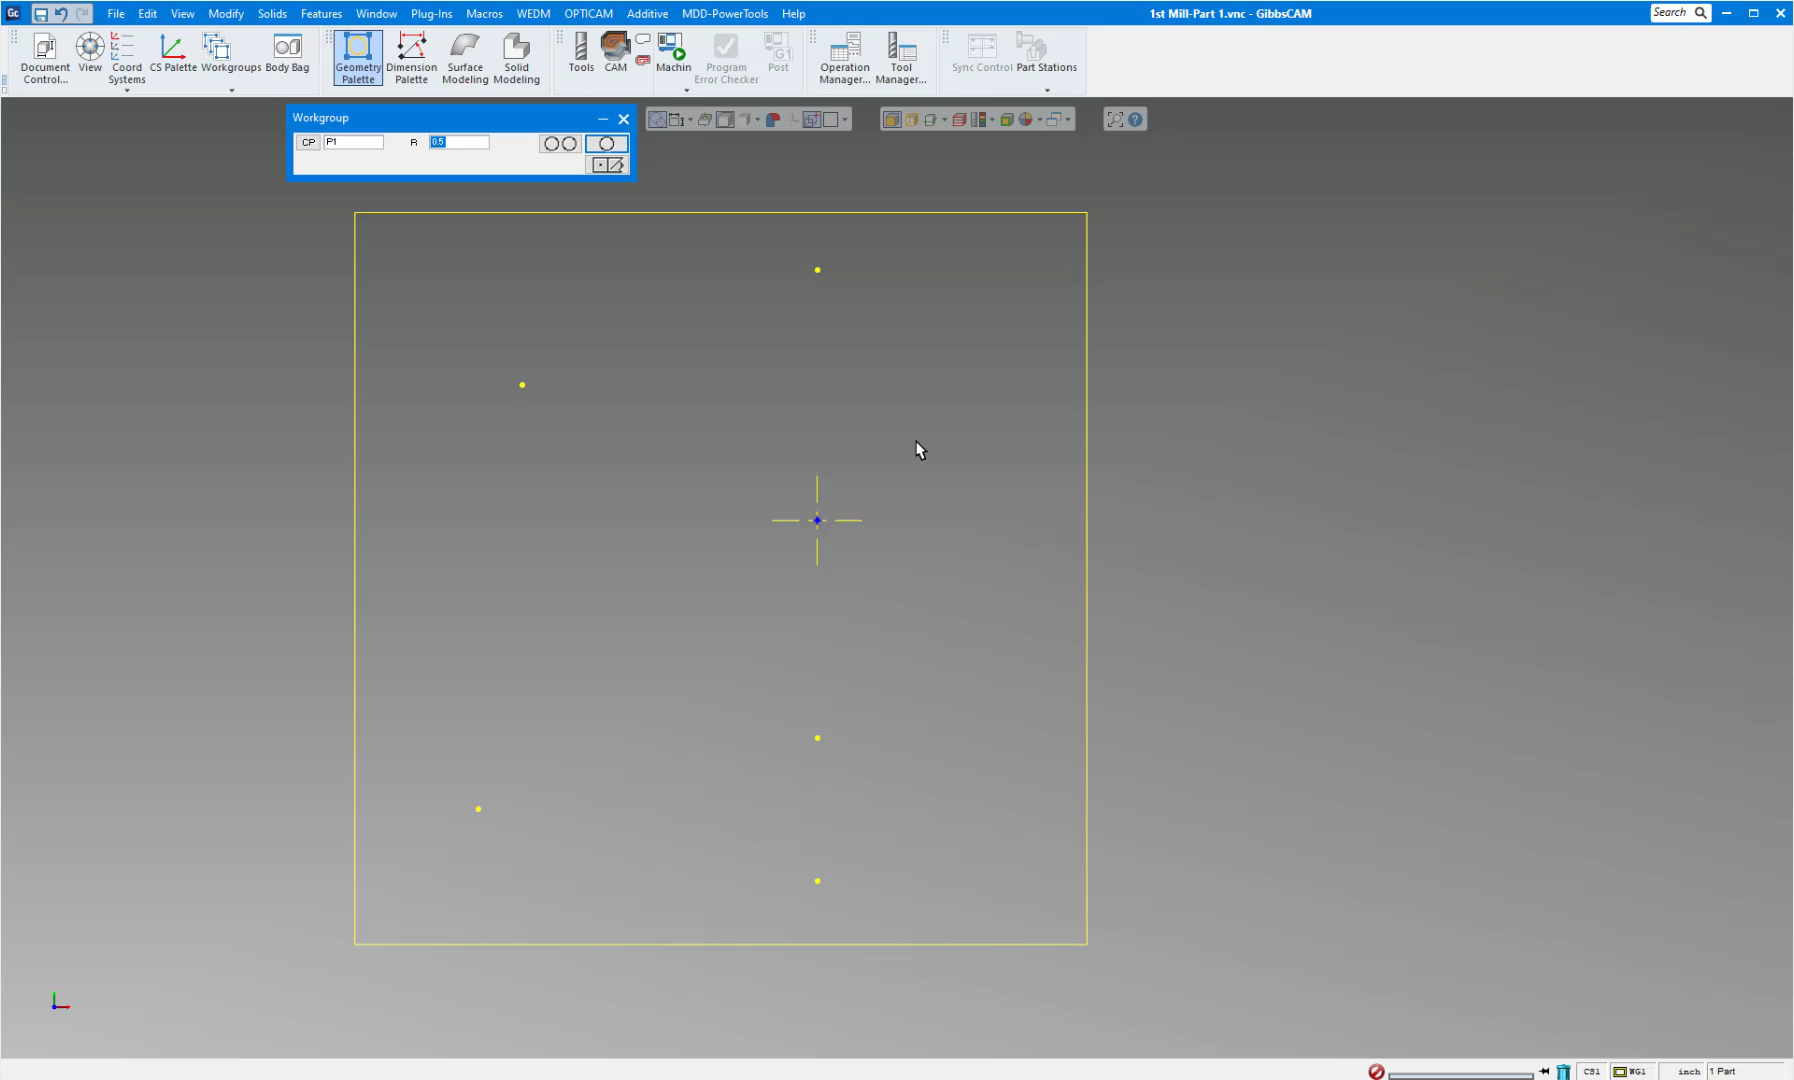 Gc File Edit View Modify Solids Features Window Plug-Ins Macros WEDM OPTICAM Additive MDD-PowerTools Help 1st Mill-Part 1.vnc - GibbsCAM Search
Document Control...
View
Coord Systems
CS Palette
Workgroups
Body Bag
Geometry Palette
Dimension Palette
Surface Modeling
Solid Modeling
Tools
CAM
Machin
Program Error Checker
G1
Post
Operation Manager...
Tool Manager...
Sync Control
Part Stations
Workgroup
CP P1 R 0.5
CS1 WG1 inch 1 Part